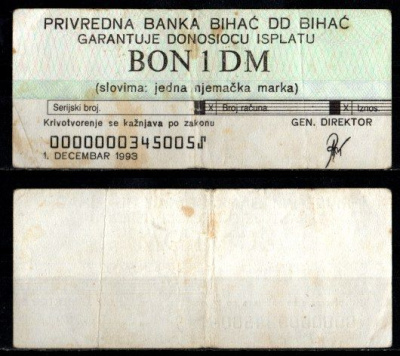 PRIVREDNA BANKA BIHAĆ DD BIHAĆ
GARANTUJE DONOSIOCU ISPLATU
BON 1 DM
(slovima: jedna njemačka marka)
Serijski broj. X Broj računa. X Iznos
Krivotvorenje se kažnjava po zakonu GEN. DIREKTOR
0000000345005
1. DECEMBAR 1993